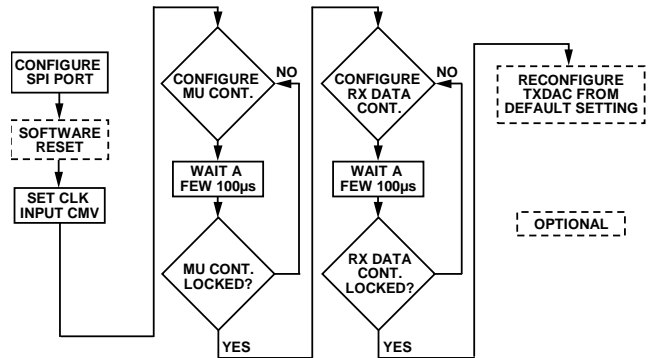 CONFIGURE
SPI PORT
SOFTWARE
RESET
SET CLK
INPUT CMV
CONFIGURE
MU CONT.
NO
WAIT A
FEW 100µs
MU CONT.
LOCKED?
YES
CONFIGURE
RX DATA
CONT.
NO
WAIT A
FEW 100µs
RX DATA
CONT.
LOCKED?
YES
RECONFIGURE
TXDAC FROM
DEFAULT SETTING
OPTIONAL